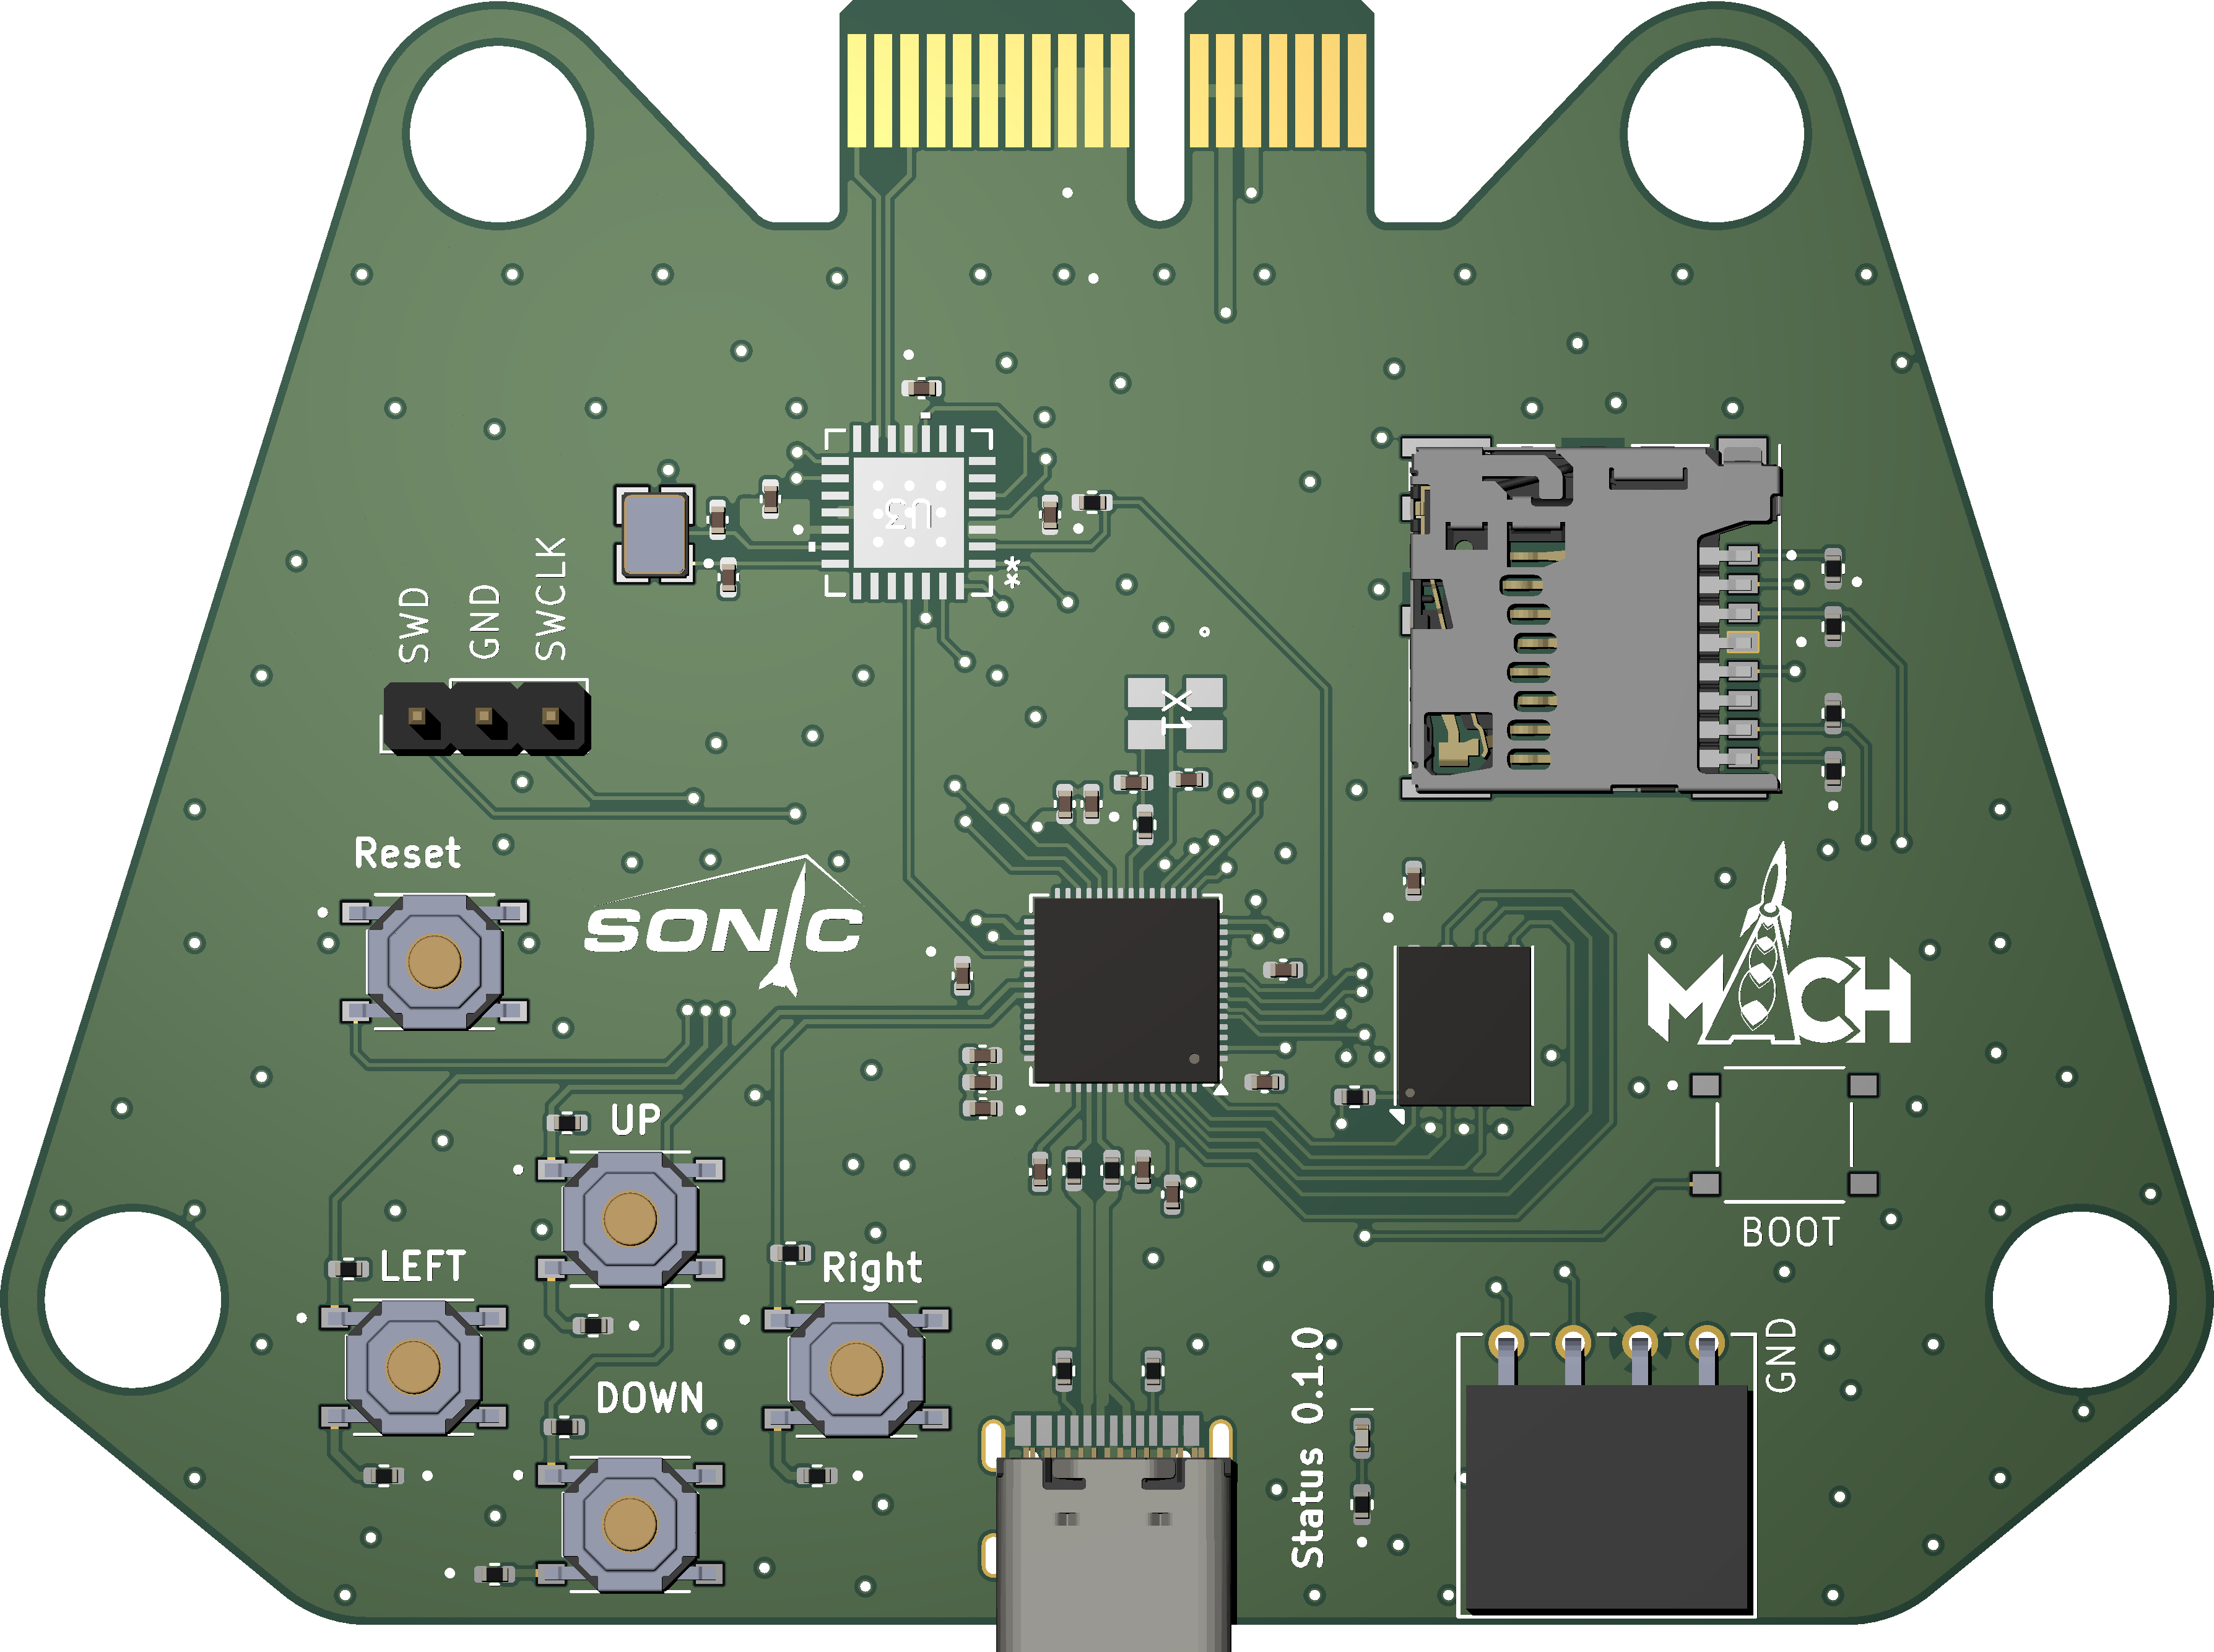 U3
**
SWD
GND
SWCLK
X1
Reset
SONIC
MACH
UP
BOOT
LEFT
Right
GND
DOWN
Status 0.1.0